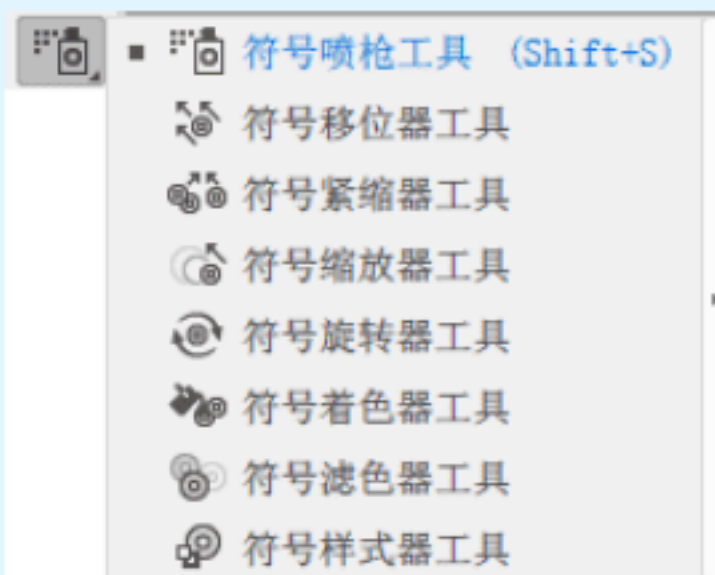 符号喷枪工具 (Shift+S)
符号移位器工具
符号紧缩器工具
符号缩放器工具
符号旋转器工具
符号着色器工具
符号滤色器工具
符号样式器工具